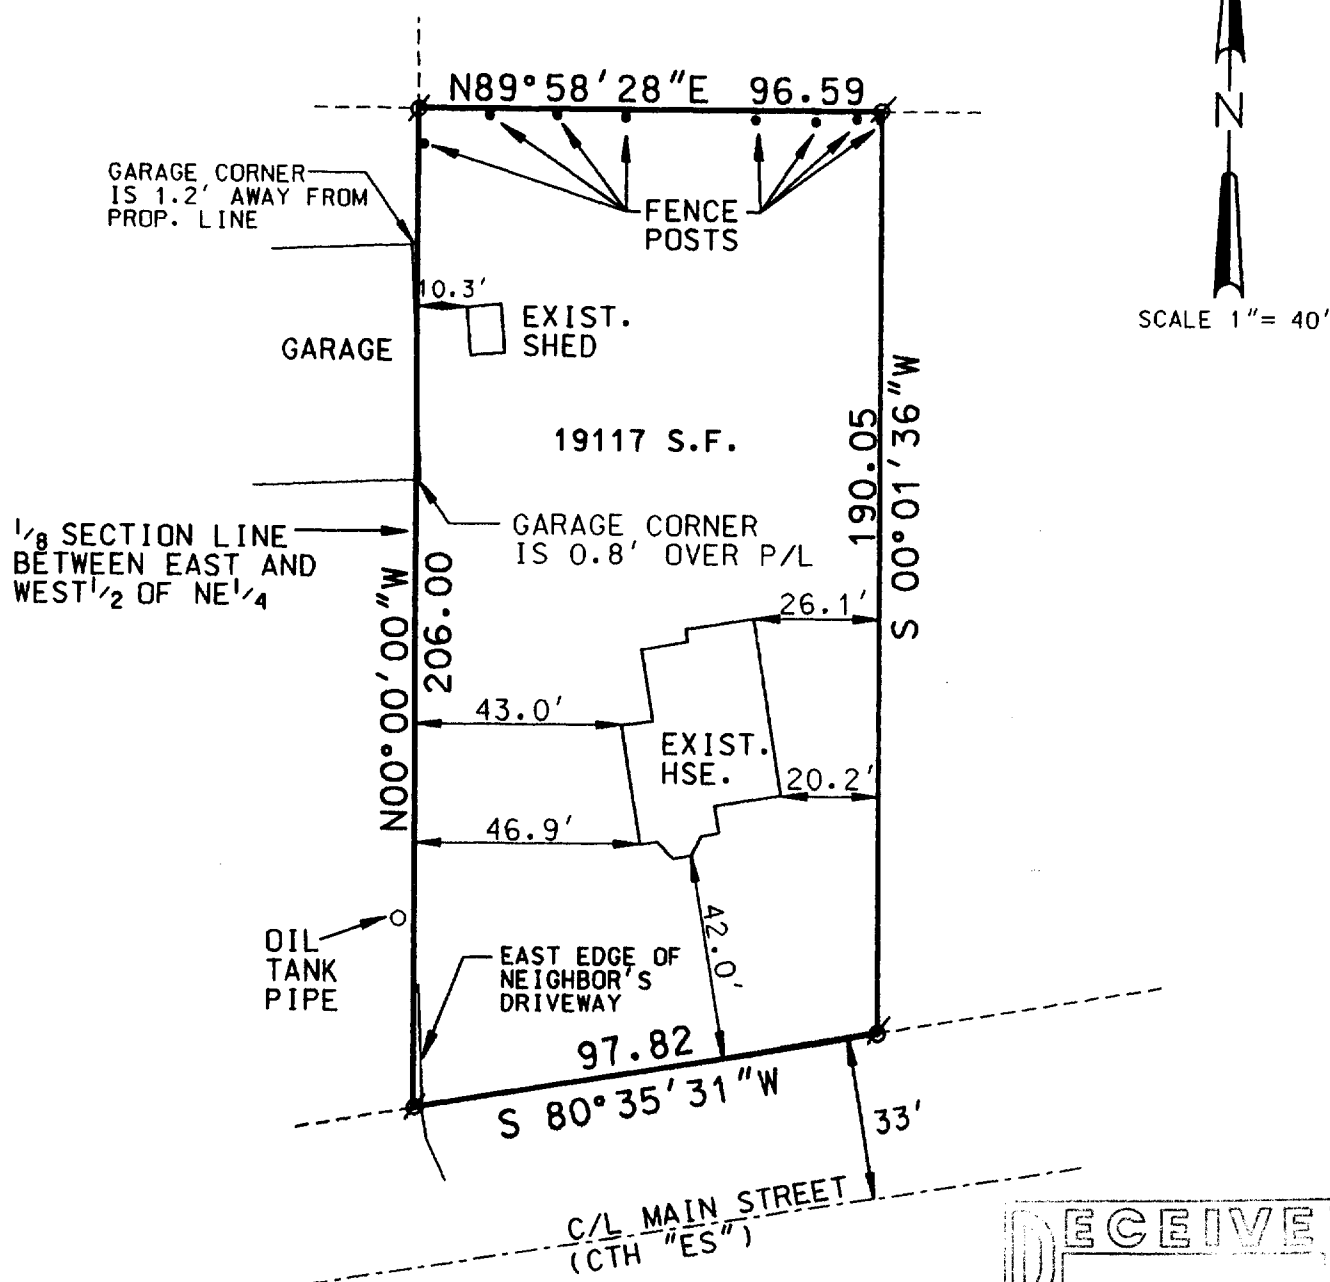 N89°58'28"E 96.59
N
SCALE 1"= 40'
GARAGE CORNER
IS 1.2' AWAY FROM
PROP. LINE
FENCE
POSTS
10.3'
EXIST.
SHED
GARAGE
19117 S.F.
190.05
S 00°01'36"W
1/8 SECTION LINE
BETWEEN EAST AND
WEST 1/2 OF NE 1/4
GARAGE CORNER
IS 0.8' OVER P/L
N00°00'00"W
206.00
26.1'
43.0'
EXIST.
HSE.
20.2'
46.9'
42.0'
OIL
TANK
PIPE
EAST EDGE OF
NEIGHBOR'S
DRIVEWAY
97.82
S 80°35'31"W
33'
C/L MAIN STREET
(CTH "ES")
DECEIVE